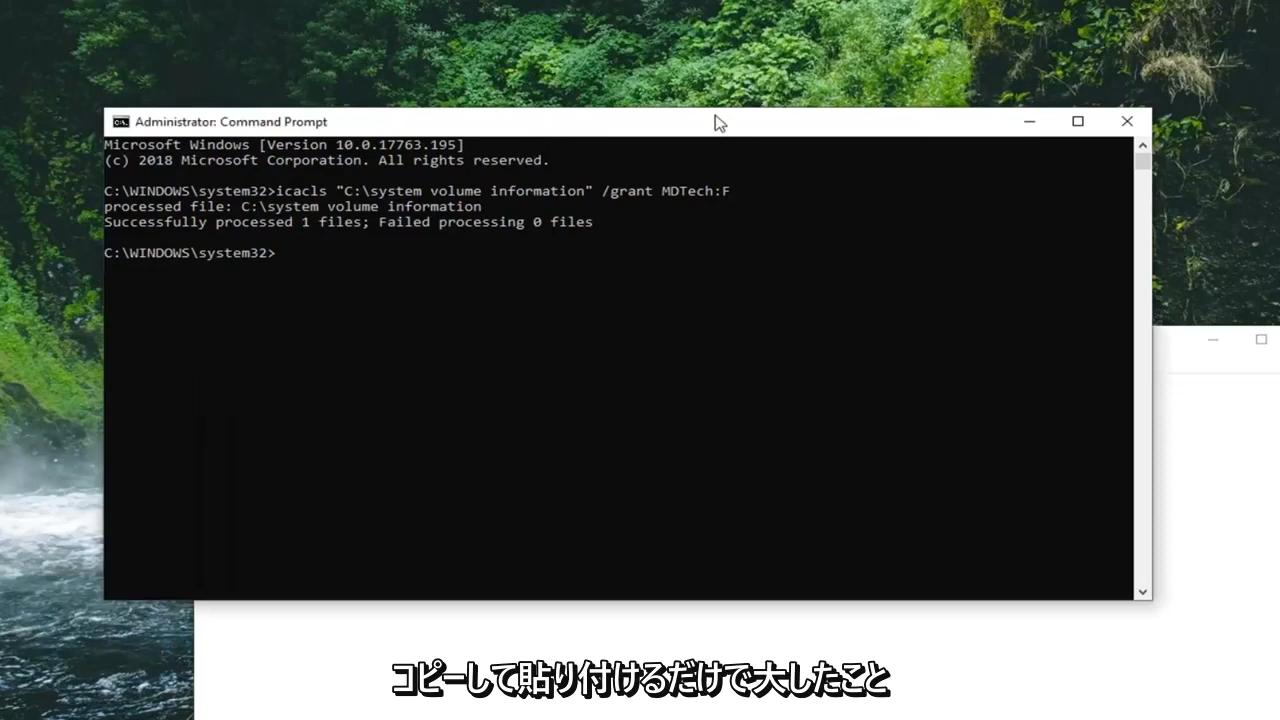 Administrator: Command Prompt
Microsoft Windows [Version 10.0.17763.195]
(c) 2018 Microsoft Corporation. All rights reserved.
C:\WINDOWS\system32>icacls "C:\system volume information" /grant MDTech:F
processed file: C:\system volume information
Successfully processed 1 files; Failed processing 0 files
C:\WINDOWS\system32>
コピーして貼り付けるだけで大したこと